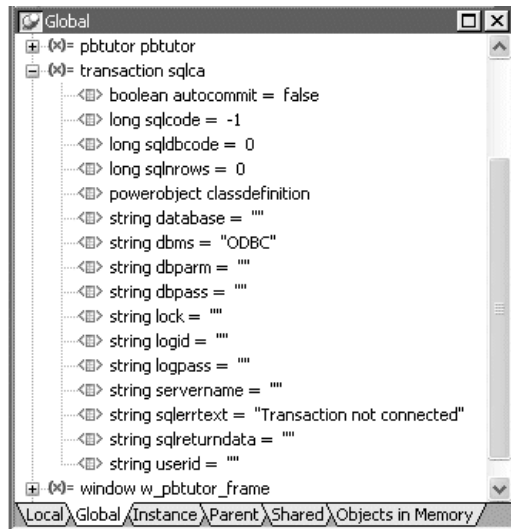 Global
(x)= pbtutor pbtutor
(x)= transaction sqlca
boolean autocommit = false
long sqlcode = -1
long sqldbcode = 0
long sqlnrows = 0
powerobject classdefinition
string database = ""
string dbms = "ODBC"
string dbparm = ""
string dbpass = ""
string lock = ""
string logid = ""
string logpass = ""
string servername = ""
string sqlerrtext = "Transaction not connected"
string sqlreturndata = ""
string userid = ""
(x)= window w_pbtutor_frame
Local Global Instance Parent Shared Objects in Memory